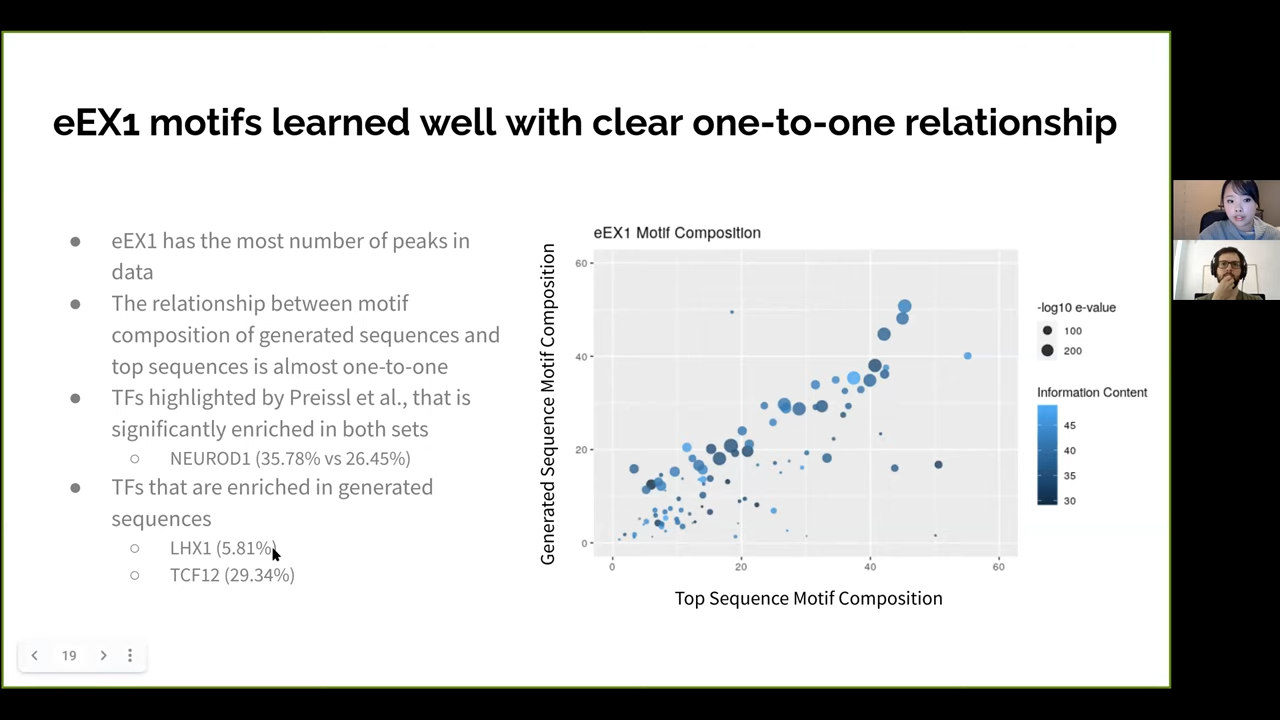 eEX1 motifs learned well with clear one-to-one relationship
● eEX1 has the most number of peaks in
data
● The relationship between motif
composition of generated sequences and
top sequences is almost one-to-one
● TFs highlighted by Preissl et al., that is
significantly enriched in both sets
○ NEUROD1 (35.78% vs 26.45%)
● TFs that are enriched in generated
sequences
○ LHX1 (5.81%)
○ TCF12 (29.34%)
19
eEX1 Motif Composition
Generated Sequence Motif Composition
60
40
20
0
0 20 40 60
Top Sequence Motif Composition
-log10 e-value
100
200
Information Content
45
40
35
30